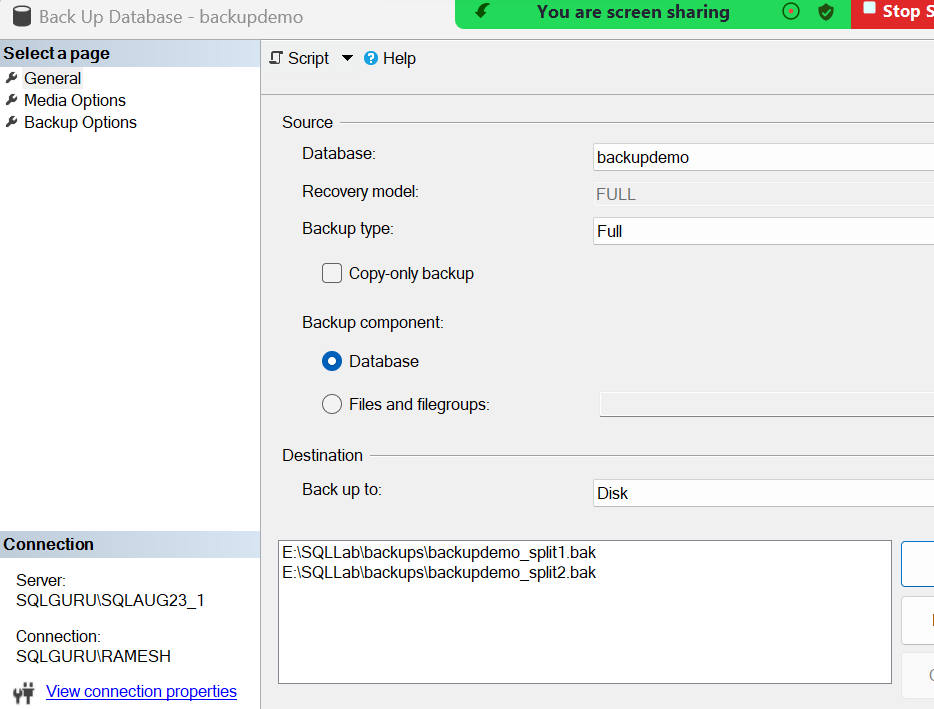 Back Up Database - backupdemo
You are screen sharing
Stop S
Select a page
General
Media Options
Backup Options
Script
Help
Source
Database:
backupdemo
Recovery model:
FULL
Backup type:
Full
Copy-only backup
Backup component:
Database
Files and filegroups:
Destination
Back up to:
Disk
E:\SQLLab\backups\backupdemo_split1.bak
E:\SQLLab\backups\backupdemo_split2.bak
Connection
Server:
SQLGURU\SQLAUG23_1
Connection:
SQLGURU\RAMESH
View connection properties